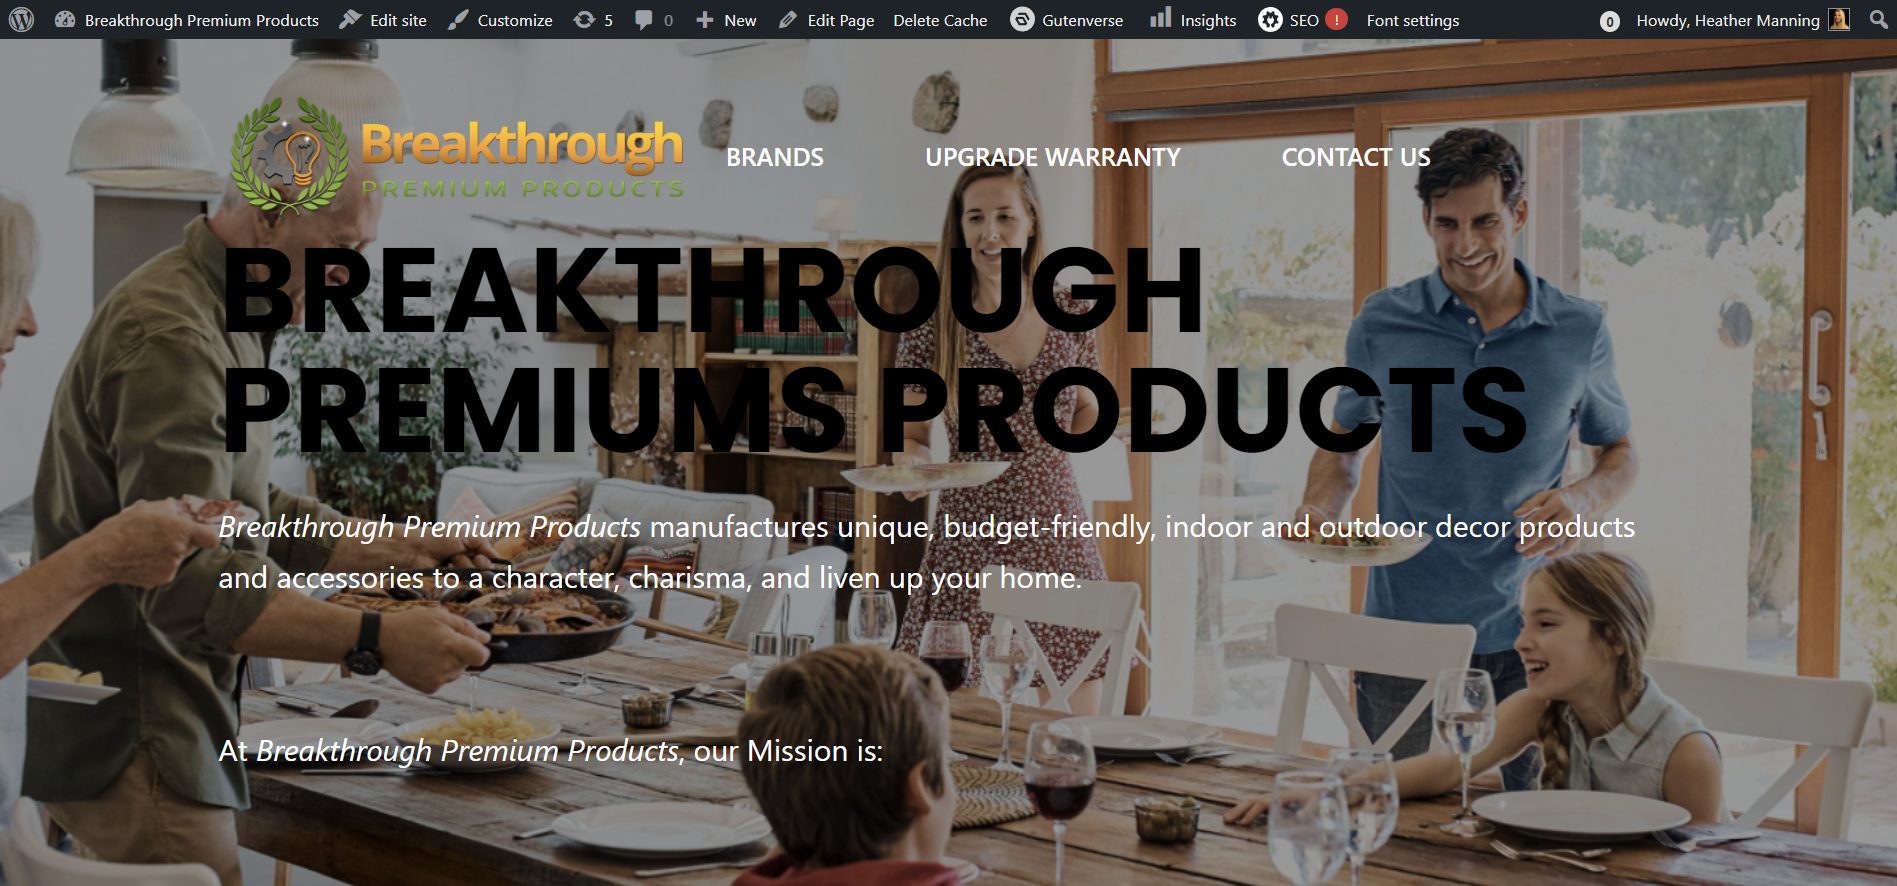 Breakthrough Premium Products Edit site Customize 5 0 New Edit Page Delete Cache Gutenverse Insights SEO ! Font settings 0 Howdy, Heather Manning
Breakthrough
PREMIUM PRODUCTS
BRANDS UPGRADE WARRANTY CONTACT US
BREAKTHROUGH
PREMIUMS PRODUCTS
Breakthrough Premium Products manufactures unique, budget-friendly, indoor and outdoor decor products
and accessories to a character, charisma, and liven up your home.
At Breakthrough Premium Products, our Mission is: